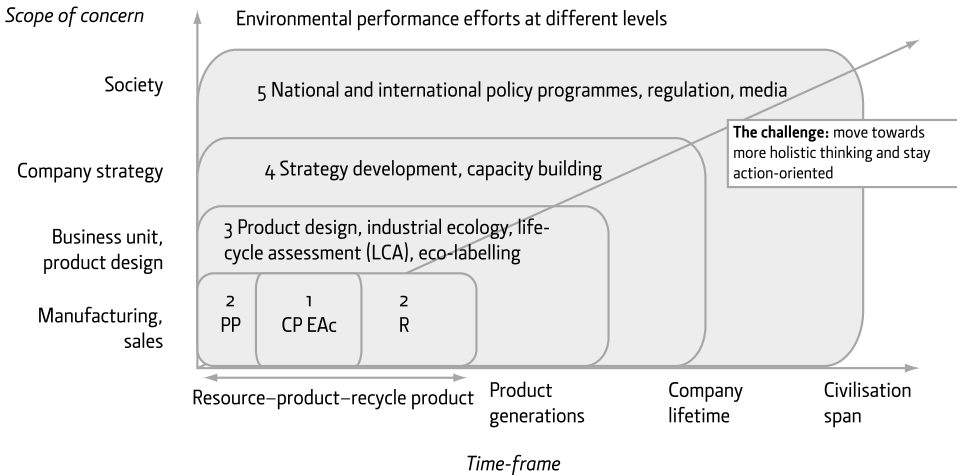 Scope of concern
Environmental performance efforts at different levels
Society
5 National and international policy programmes, regulation, media
The challenge: move towards
more holistic thinking and stay
action-oriented
Company strategy
4 Strategy development, capacity building
Business unit,
product design
3 Product design, industrial ecology, life-
cycle assessment (LCA), eco-labelling
Manufacturing,
sales
2
PP
1
CP EAc
2
R
Resource–product–recycle product
Product
generations
Company
lifetime
Civilisation
span
Time-frame